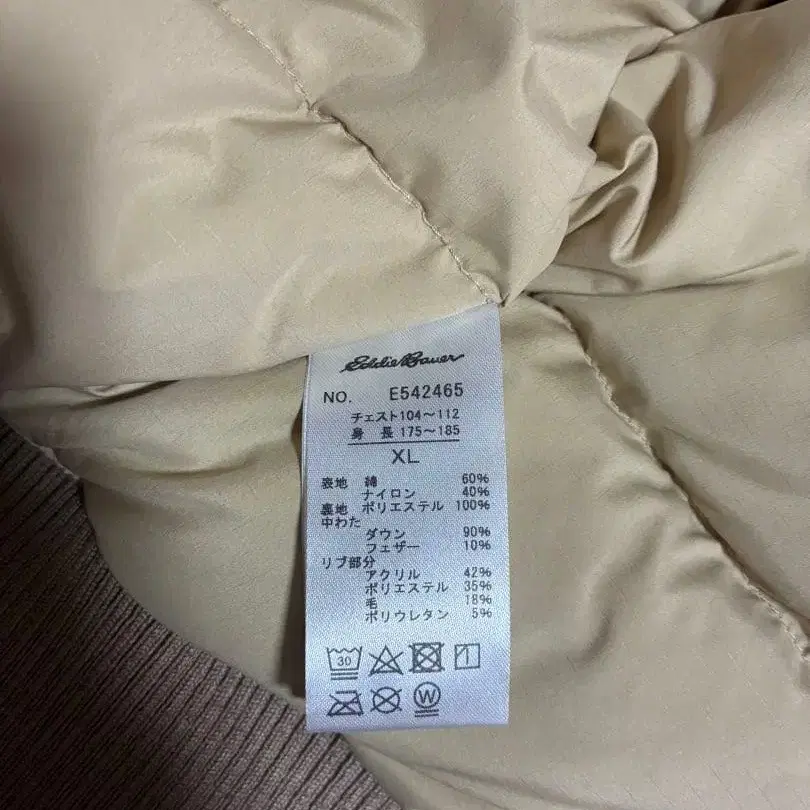 Eddie Bauer
NO. E542465
チェスト104〜112
身 長 175〜185
XL
表地 綿 60%
ナイロン 40%
裏地 ポリエステル 100%
中わた
ダウン 90%
フェザー 10%
リブ部分
アクリル 42%
ポリエステル 35%
毛 18%
ポリウレタン 5%
30
W